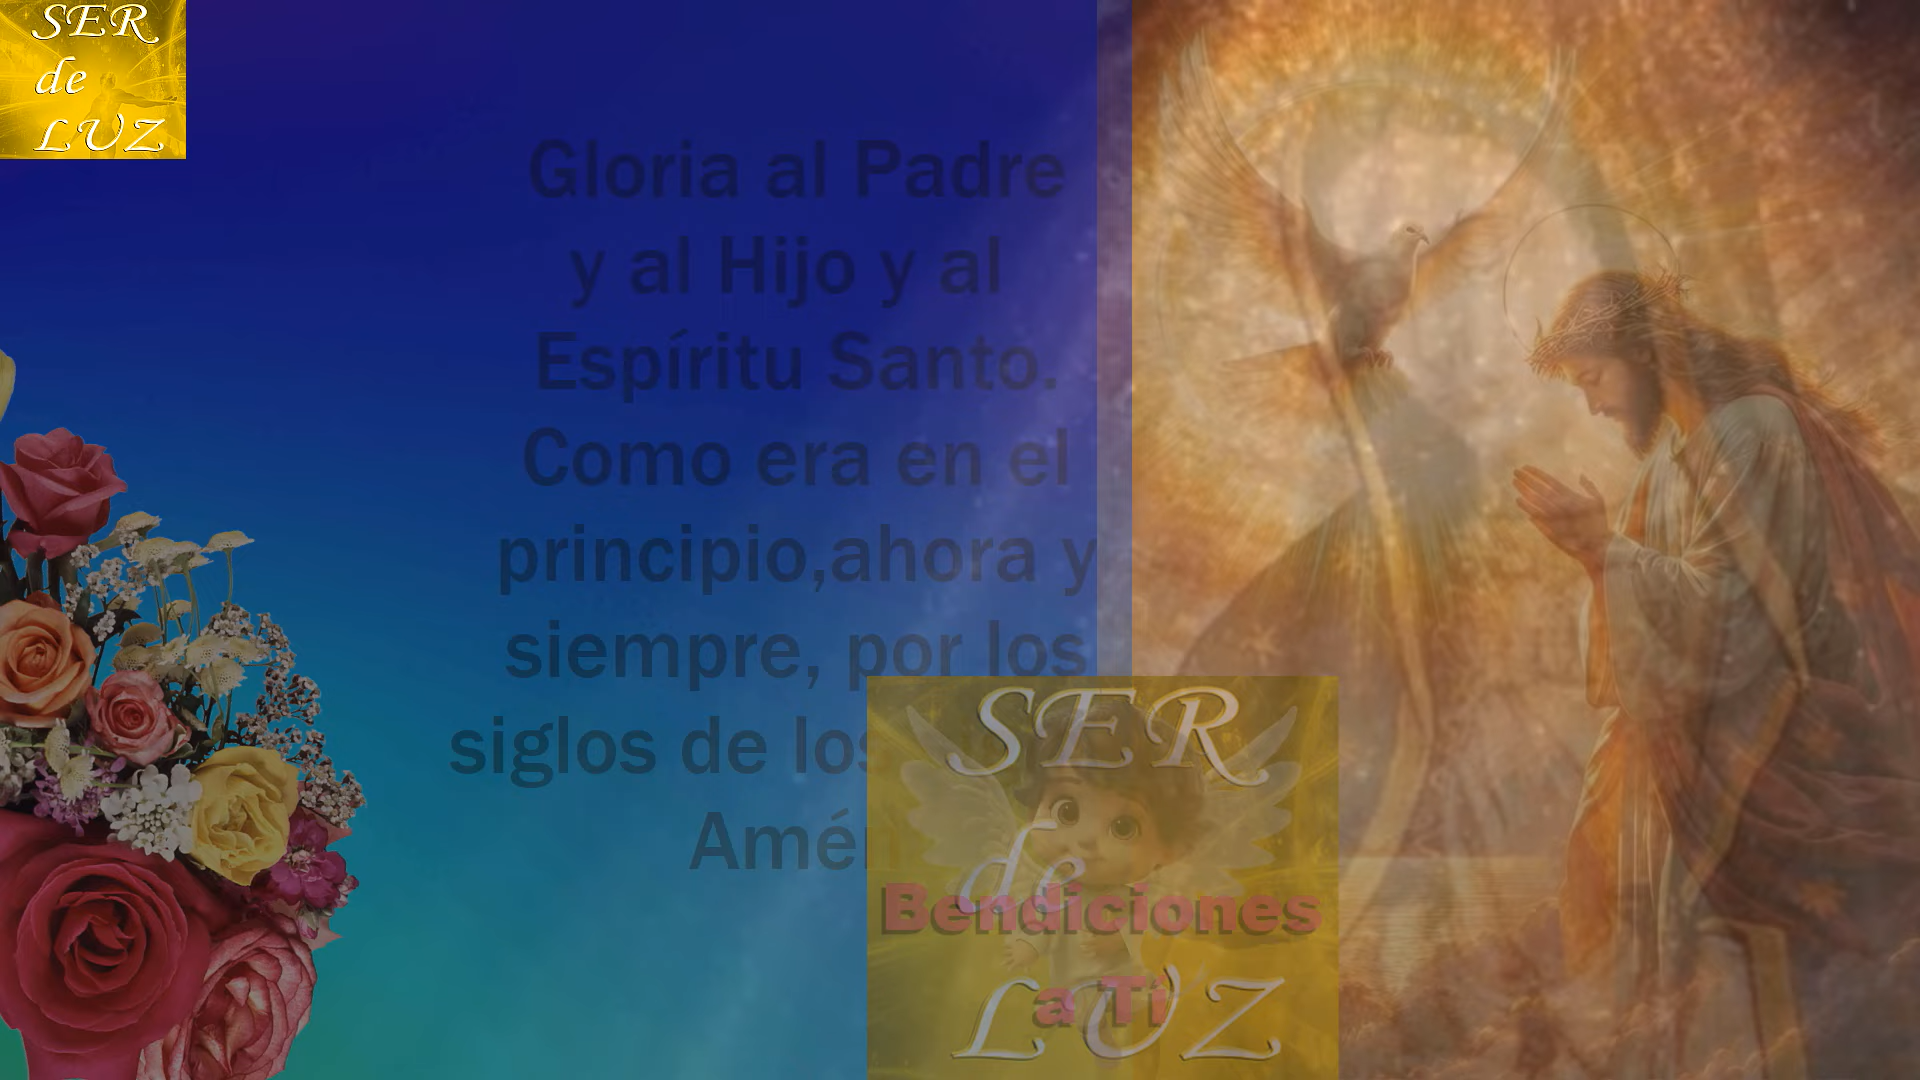 SER
de
LUZ
Gloria al Padre
y al Hijo y al
Espíritu Santo.
Como era en el
principio,ahora y
siempre, por los
siglos de los
SER
de
Bendiciones
a Tí
LUZ